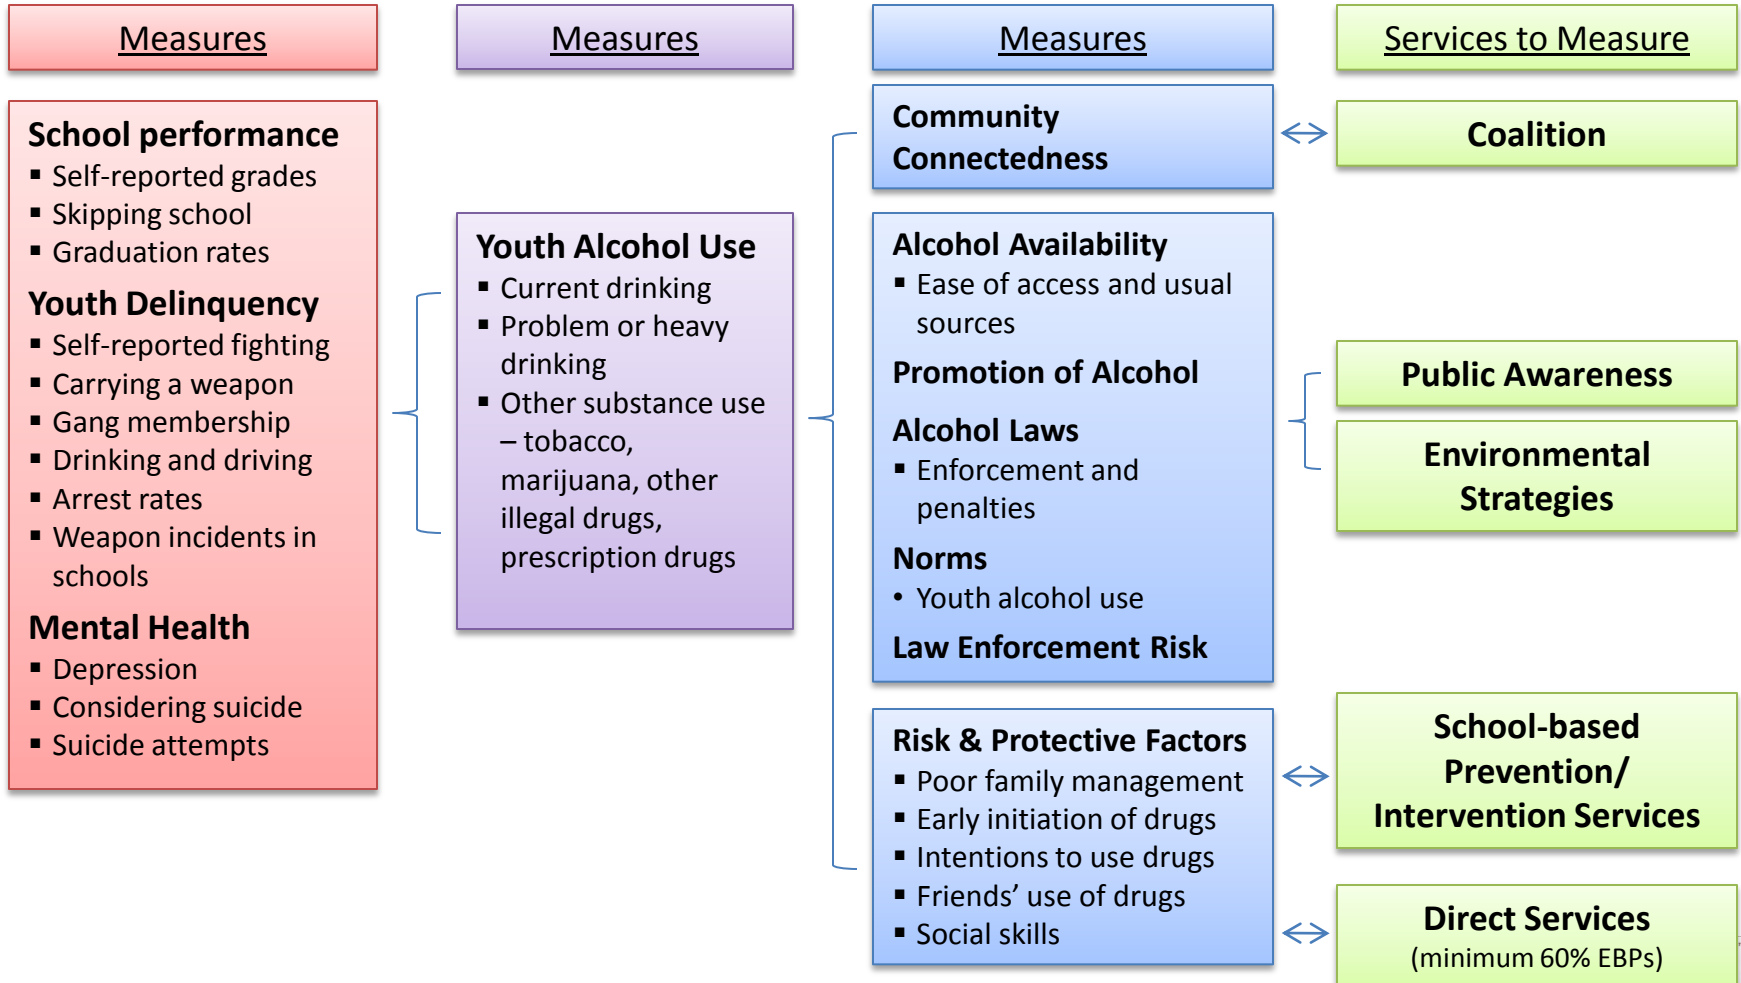 Measures
School performance
▪ Self-reported grades
▪ Skipping school
▪ Graduation rates
Youth Delinquency
▪ Self-reported fighting
▪ Carrying a weapon
▪ Gang membership
▪ Drinking and driving
▪ Arrest rates
▪ Weapon incidents in
schools
Mental Health
▪ Depression
▪ Considering suicide
▪ Suicide attempts
Measures
Youth Alcohol Use
▪ Current drinking
▪ Problem or heavy
drinking
▪ Other substance use
– tobacco,
marijuana, other
illegal drugs,
prescription drugs
Measures
Community
Connectedness
Alcohol Availability
▪ Ease of access and usual
sources
Promotion of Alcohol
Alcohol Laws
▪ Enforcement and
penalties
Norms
• Youth alcohol use
Law Enforcement Risk
Risk & Protective Factors
▪ Poor family management
▪ Early initiation of drugs
▪ Intentions to use drugs
▪ Friends’ use of drugs
▪ Social skills
Services to Measure
Coalition
Public Awareness
Environmental
Strategies
School-based
Prevention/
Intervention Services
Direct Services
(minimum 60% EBPs)